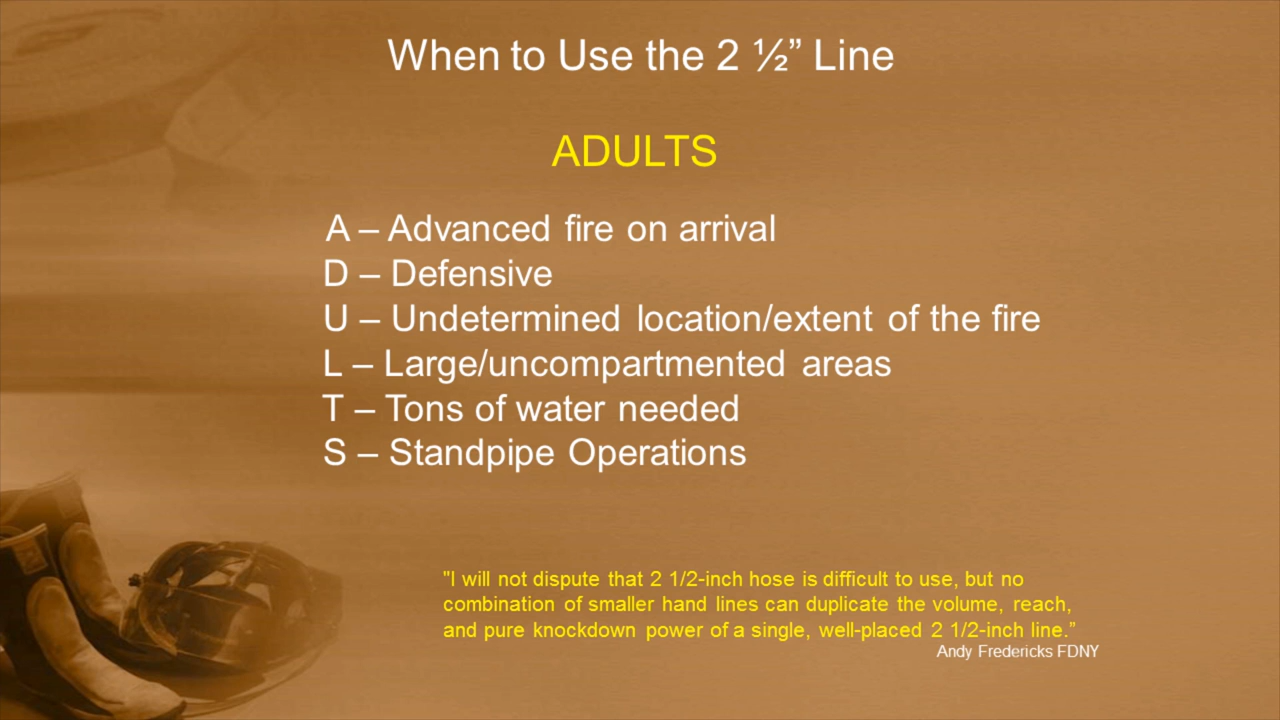 When to Use the 2 ½” Line
ADULTS
A – Advanced fire on arrival
D – Defensive
U – Undetermined location/extent of the fire
L – Large/uncompartmented areas
T – Tons of water needed
S – Standpipe Operations
"I will not dispute that 2 1/2-inch hose is difficult to use, but no
combination of smaller hand lines can duplicate the volume, reach,
and pure knockdown power of a single, well-placed 2 1/2-inch line.”
Andy Fredericks FDNY